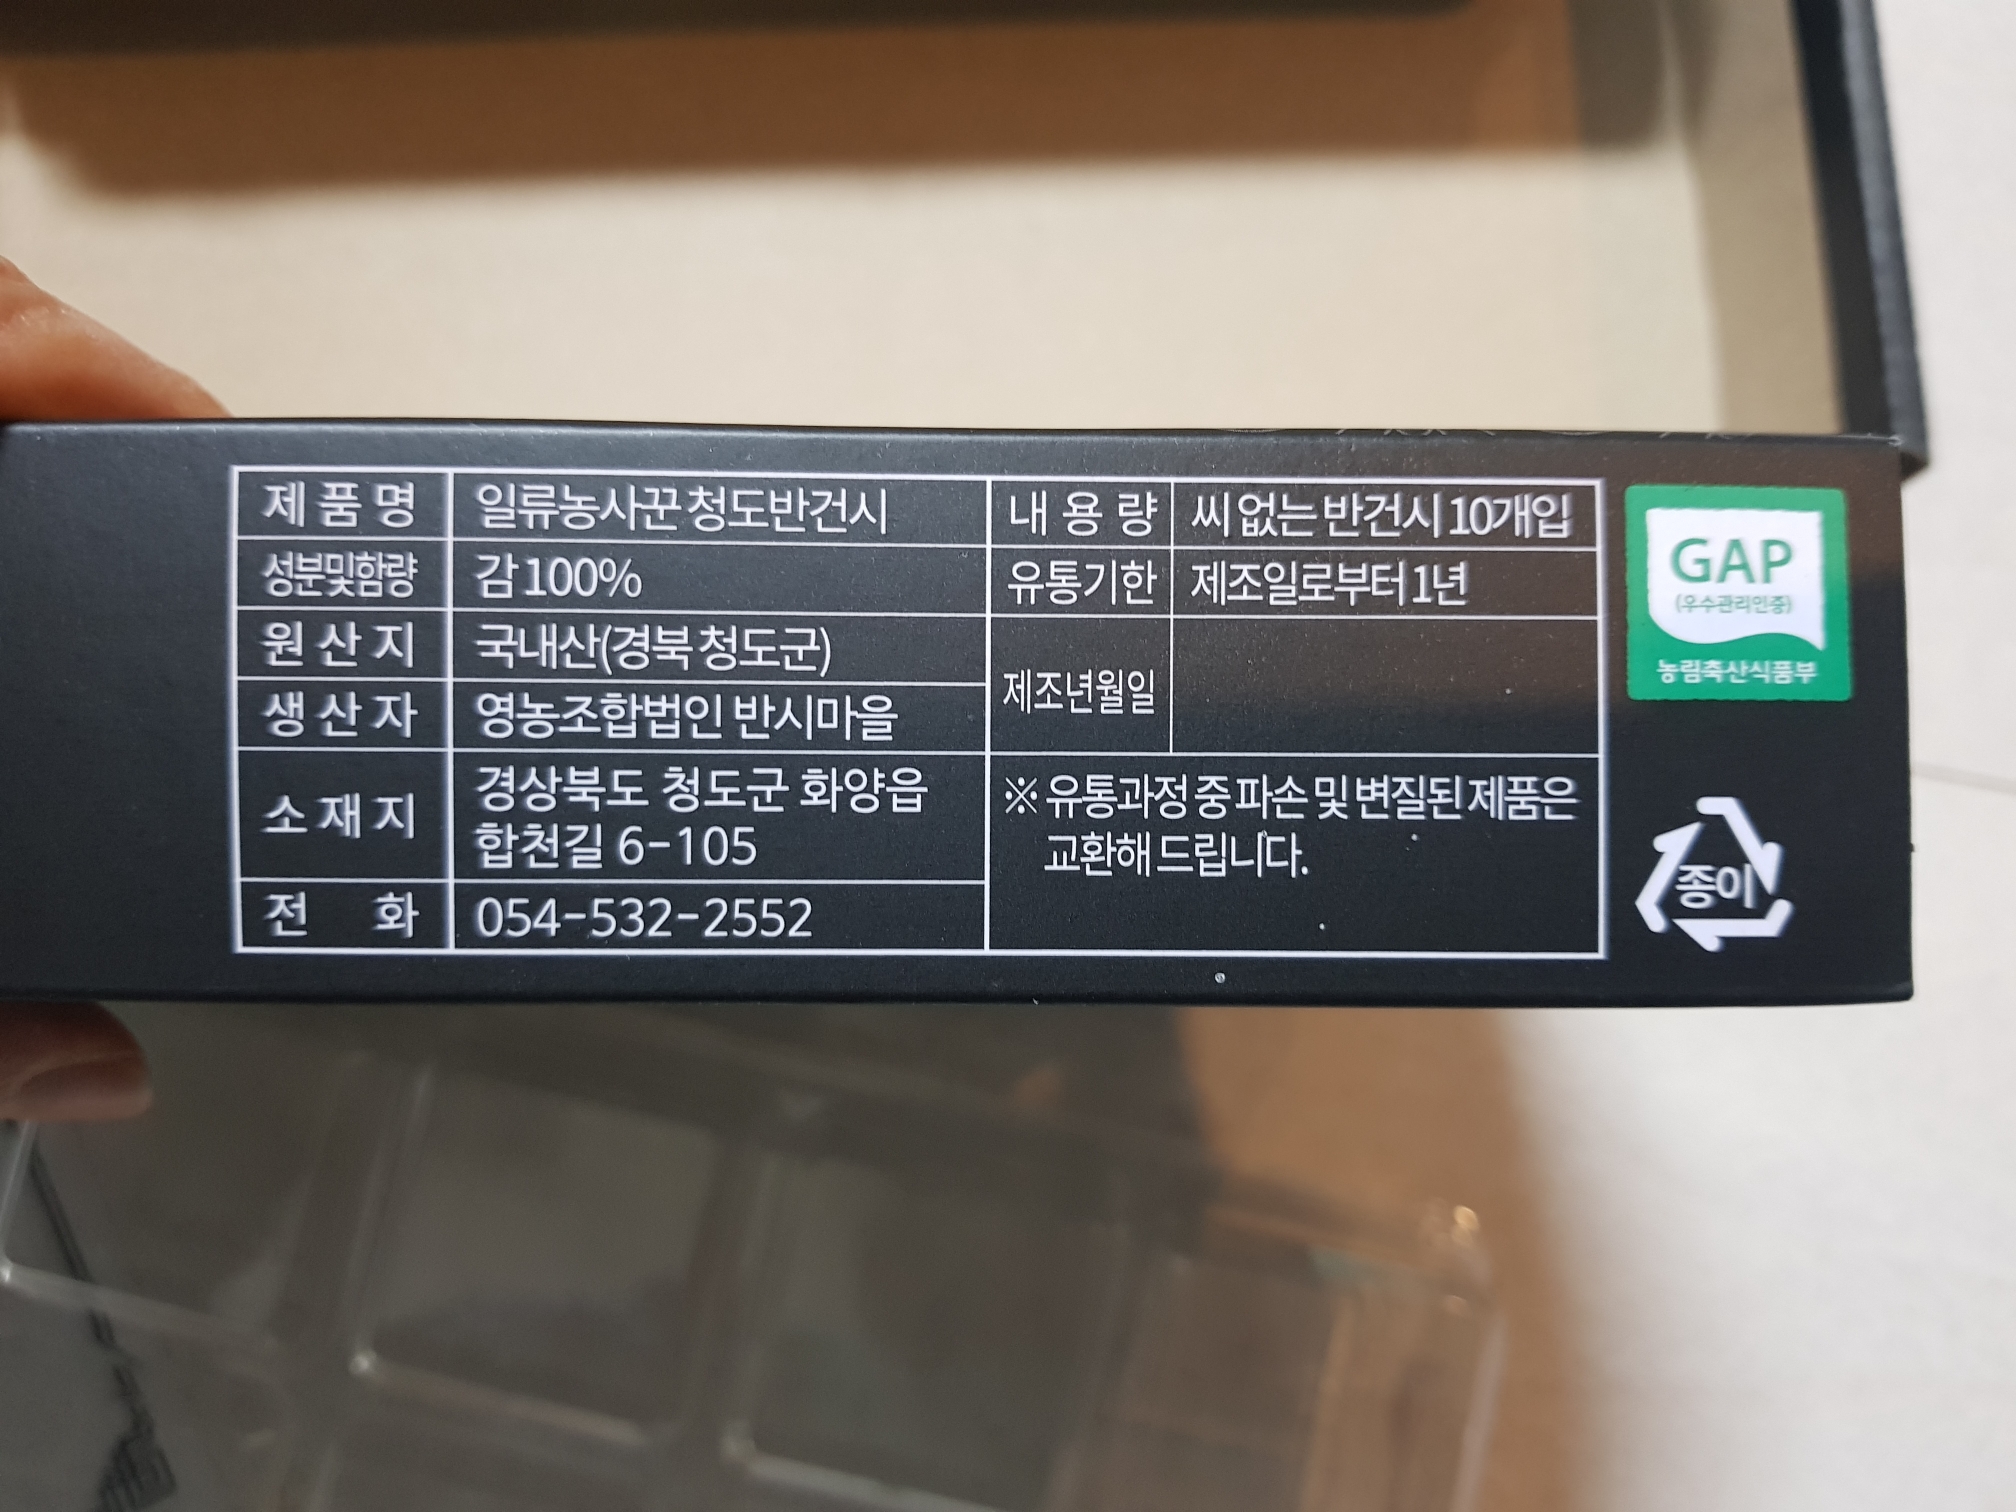 제품명 일류농사꾼 청도반건시
성분및함량 감 100%
원산지 국내산(경북 청도군)
생산자 영농조합법인 반시마을
소재지 경상북도 청도군 화양읍
합천길 6-105
전화 054-532-2552
내용량 씨 없는 반건시 10개입
유통기한 제조일로부터 1년
제조년월일
※ 유통과정 중 파손 및 변질된 제품은
교환해 드립니다.
GAP
(우수관리인증)
농림축산식품부
종이